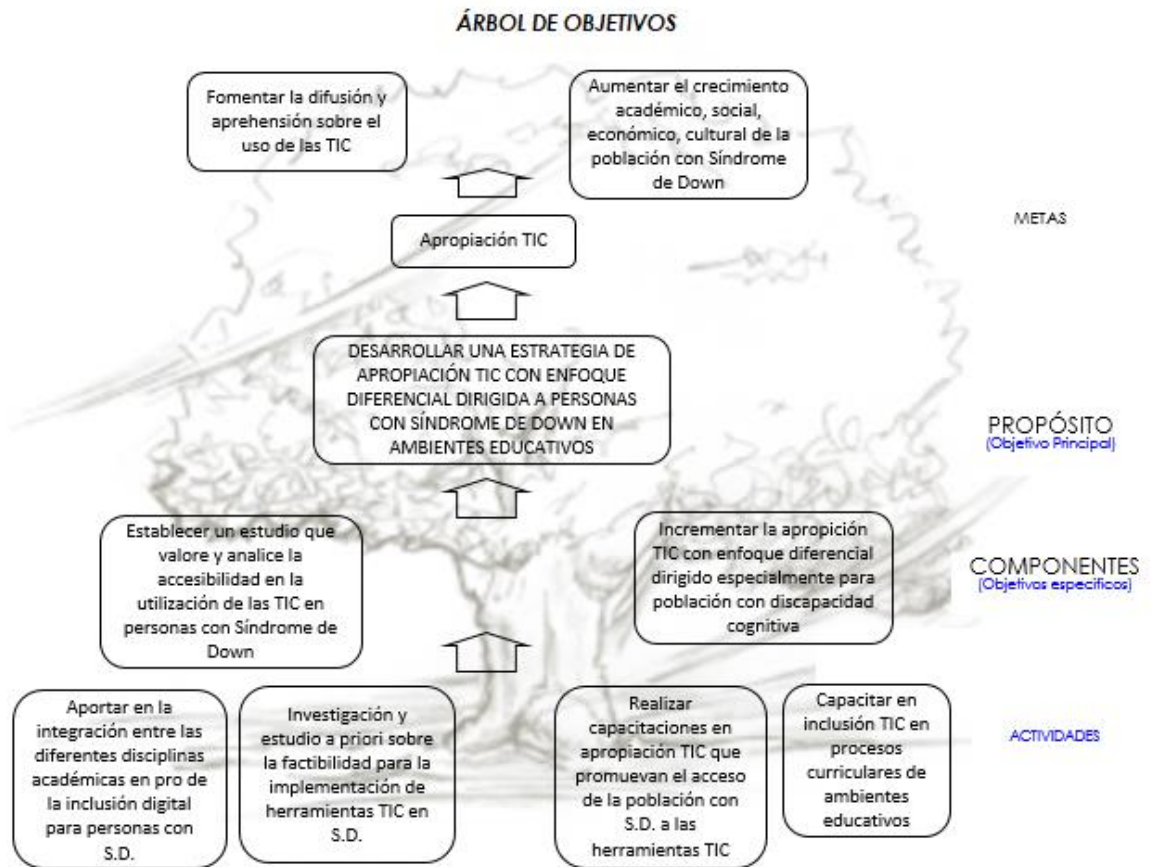 ÁRBOL DE OBJETIVOS
Fomentar la difusión y
aprehensión sobre el
uso de las TIC
Aumentar el crecimiento
académico, social,
económico, cultural de la
población con Síndrome
de Down
METAS
Apropiación TIC
DESARROLLAR UNA ESTRATEGIA DE
APROPIACIÓN TIC CON ENFOQUE
DIFERENCIAL DIRIGIDA A PERSONAS
CON SÍNDROME DE DOWN EN
AMBIENTES EDUCATIVOS
PROPÓSITO
(Objetivo Principal)
Establecer un estudio que
valore y analice la
accesibilidad en la
utilización de las TIC en
personas con Síndrome de
Down
Incrementar la apropición
TIC con enfoque diferencial
dirigido especialmente para
población con discapacidad
cognitiva
COMPONENTES
(Objetivos específicos)
Aportar en la
integración entre las
diferentes disciplinas
académicas en pro de
la inclusión digital
para personas con
S.D.
Investigación y
estudio a priori sobre
la factibilidad para la
implementación de
herramientas TIC en
S.D.
Realizar
capacitaciones en
apropiación TIC que
promuevan el acceso
de la población con
S.D. a las
herramientas TIC
Capacitar en
inclusión TIC en
procesos
curriculares de
ambientes
educativos
ACTIVIDADES